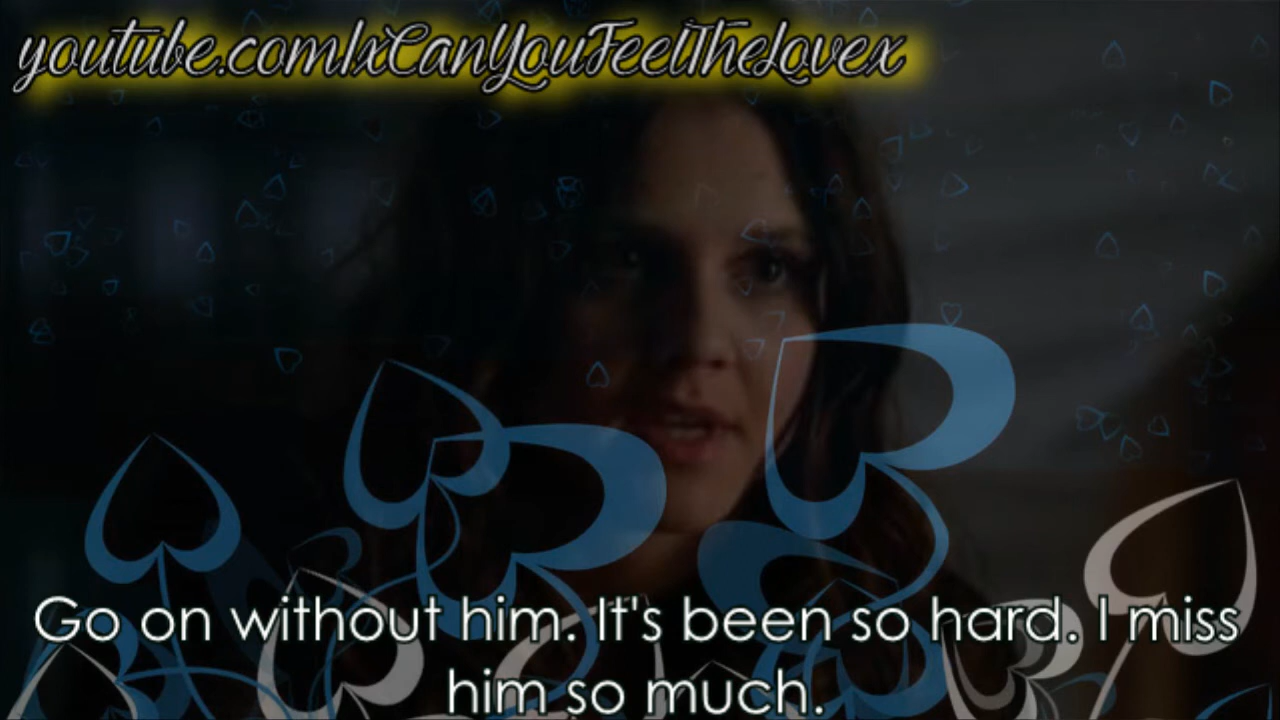 youtube.com/xCanYouFeelTheLovex
Go on without him. It's been so hard. I miss
him so much.